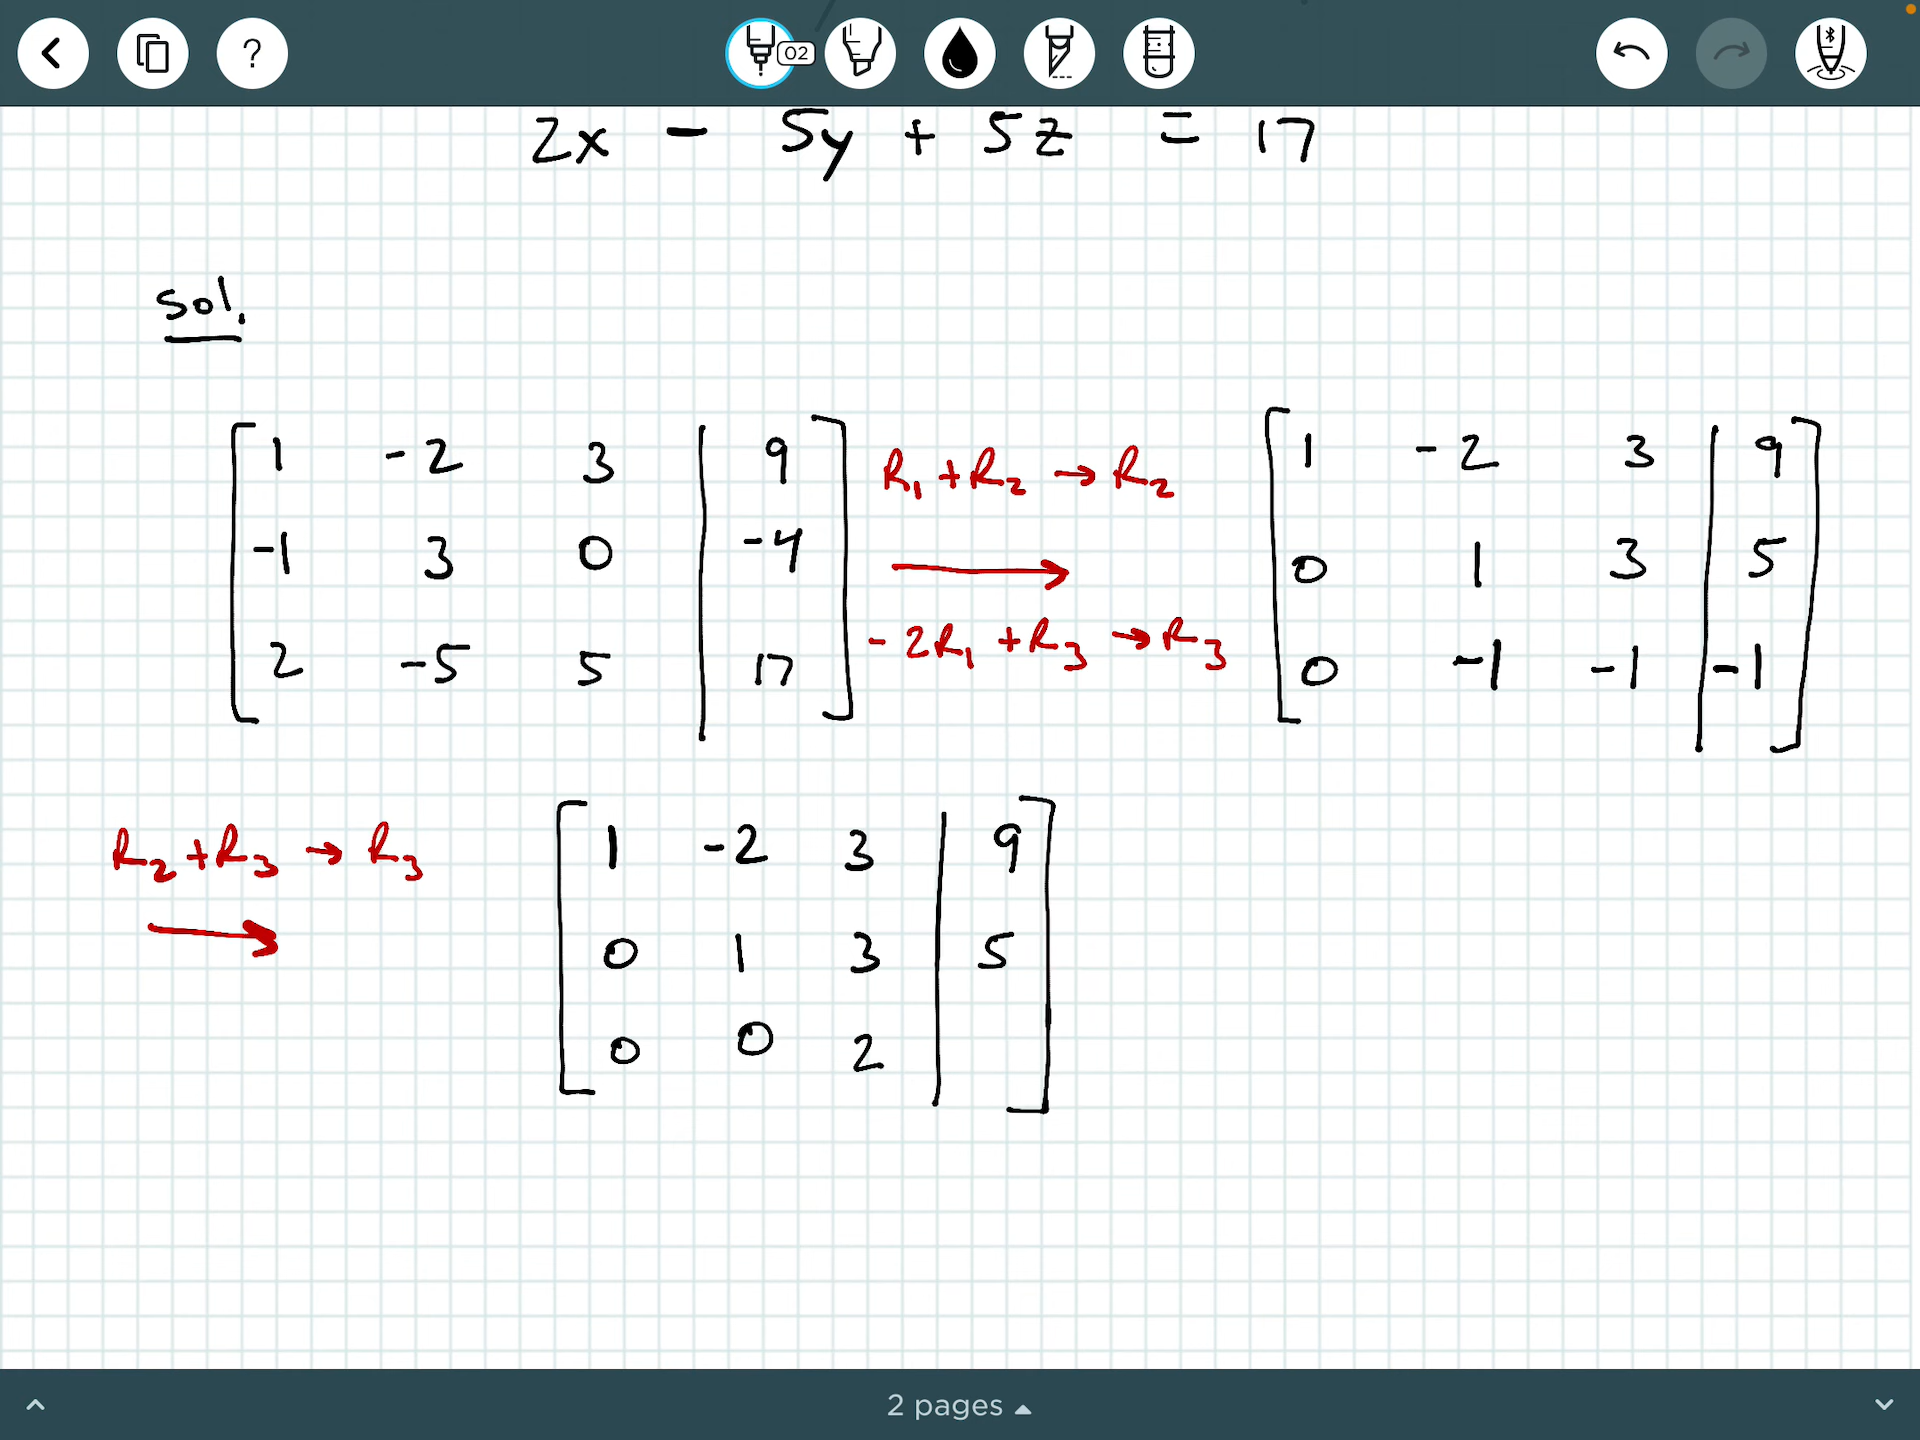 ?
02
2x - 5y + 5z = 17
sol.
1 -2 3 | 9 R₁ + R₂ → R₂ 1 -2 3 | 9
-1 3 0 | -4 0 1 3 | 5
2 -5 5 | 17 -2R₁ + R₃ → R₃ 0 -1 -1 | -1
R₂ + R₃ → R₃ 1 -2 3 | 9
0 1 3 | 5
0 0 2 |
2 pages